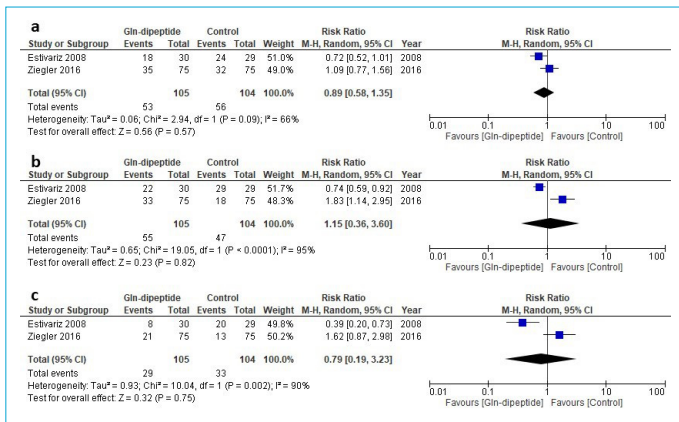 a
Gln-dipeptide Control Risk Ratio Risk Ratio
Study or Subgroup Events Total Events Total Weight M-H, Random, 95% CI Year M-H, Random, 95% CI
Estivariz 2008 18 30 24 29 51.0% 0.72 [0.52, 1.01] 2008
Ziegler 2016 35 75 32 75 49.0% 1.09 [0.77, 1.56] 2016
Total (95% CI) 105 104 100.0% 0.89 [0.58, 1.35]
Total events 53 56
Heterogeneity: Tau² = 0.06; Chi² = 2.94, df = 1 (P = 0.09); I² = 66%
Test for overall effect: Z = 0.56 (P = 0.57)
0.01 0.1 1 10 100
Favours [Gln-dipeptide] Favours [Control]
b
Gln-dipeptide Control Risk Ratio Risk Ratio
Study or Subgroup Events Total Events Total Weight M-H, Random, 95% CI Year M-H, Random, 95% CI
Estivariz 2008 22 30 29 29 51.7% 0.74 [0.59, 0.92] 2008
Ziegler 2016 33 75 18 75 48.3% 1.83 [1.14, 2.95] 2016
Total (95% CI) 105 104 100.0% 1.15 [0.36, 3.60]
Total events 55 47
Heterogeneity: Tau² = 0.65; Chi² = 19.05, df = 1 (P < 0.0001); I² = 95%
Test for overall effect: Z = 0.23 (P = 0.82)
0.01 0.1 1 10 100
Favours [Gln-dipeptide] Favours [Control]
c
Gln-dipeptide Control Risk Ratio Risk Ratio
Study or Subgroup Events Total Events Total Weight M-H, Random, 95% CI Year M-H, Random, 95% CI
Estivariz 2008 8 30 20 29 49.8% 0.39 [0.20, 0.73] 2008
Ziegler 2016 21 75 13 75 50.2% 1.62 [0.87, 2.98] 2016
Total (95% CI) 105 104 100.0% 0.79 [0.19, 3.23]
Total events 29 33
Heterogeneity: Tau² = 0.93; Chi² = 10.04, df = 1 (P = 0.002); I² = 90%
Test for overall effect: Z = 0.32 (P = 0.75)
0.01 0.1 1 10 100
Favours [Gln-dipeptide] Favours [Control]